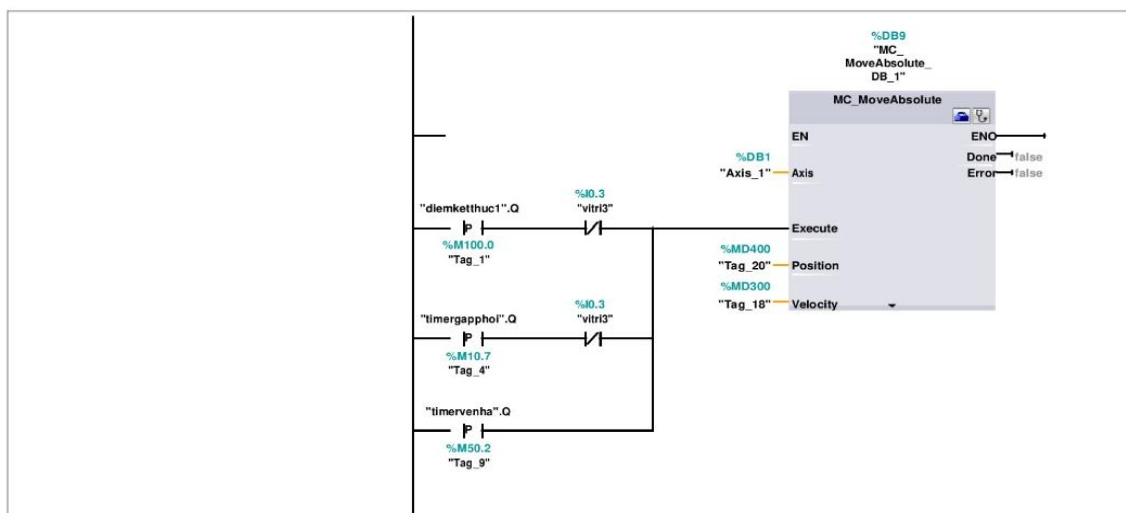 %DB9
"MC_
MoveAbsolute_
DB_1"
MC_MoveAbsolute
EN ENO
%DB1 Done false
"Axis_1" Axis Error false
%I0.3
"diemketthuc1".Q "vitri3"
P Execute
%M100.0
"Tag_1"
%MD400
"Tag_20" Position
%MD300
"Tag_18" Velocity
%I0.3
"timergapphoi".Q "vitri3"
P
%M10.7
"Tag_4"
"timervenha".Q
P
%M50.2
"Tag_9"